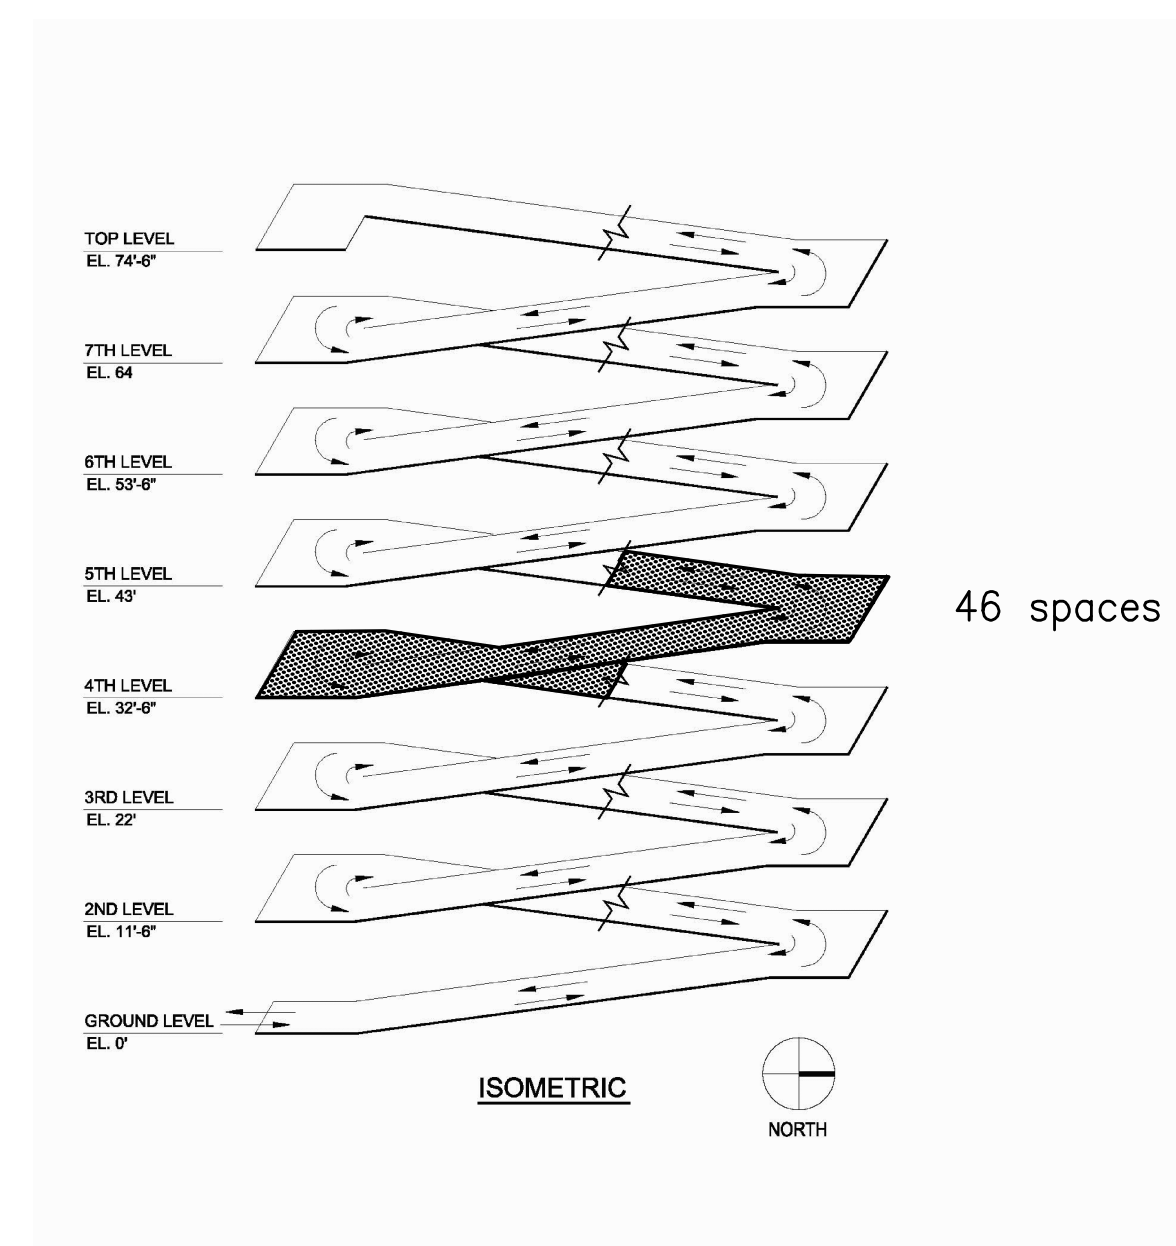 TOP LEVEL
EL. 74'-6"
7TH LEVEL
EL. 64
6TH LEVEL
EL. 53'-6"
5TH LEVEL
EL. 43'
46 spaces
4TH LEVEL
EL. 32'-6"
3RD LEVEL
EL. 22'
2ND LEVEL
EL. 11'-6"
GROUND LEVEL
EL. 0'
ISOMETRIC
NORTH